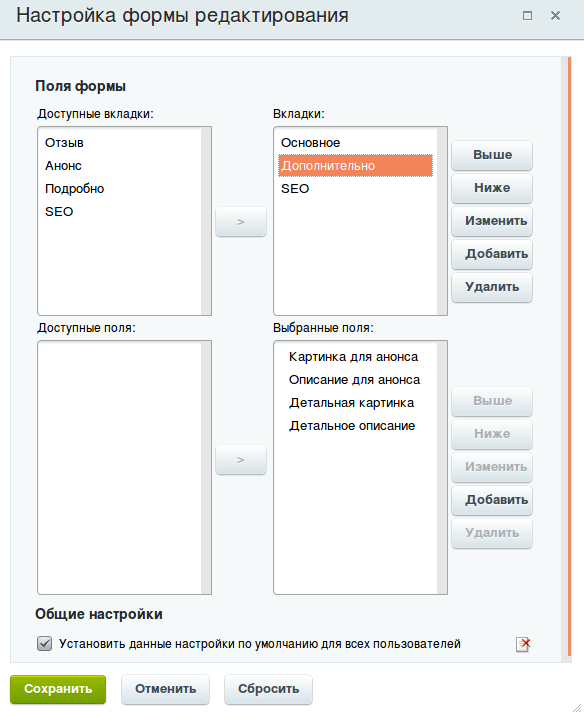 Настройка формы редактирования
Поля формы
Доступные вкладки:
Вкладки:
Отзыв
Анонс
Подробно
SEO
>
Основное
Дополнительно
SEO
Выше
Ниже
Изменить
Добавить
Удалить
Доступные поля:
Выбранные поля:
>
Картинка для анонса
Описание для анонса
Детальная картинка
Детальное описание
Выше
Ниже
Изменить
Добавить
Удалить
Общие настройки
Установить данные настройки по умолчанию для всех пользователей
Сохранить
Отменить
Сбросить